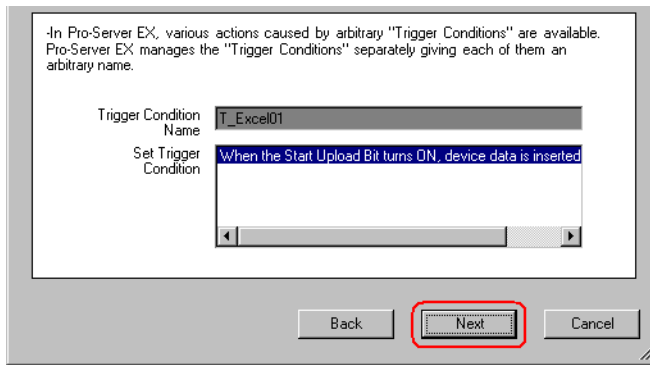 -In Pro-Server EX, various actions caused by arbitrary "Trigger Conditions" are available.
Pro-Server EX manages the "Trigger Conditions" separately giving each of them an
arbitrary name.
Trigger Condition
Name
T_Excel01
Set Trigger
Condition
When the Start Upload Bit turns ON, device data is inserted
Back
Next
Cancel